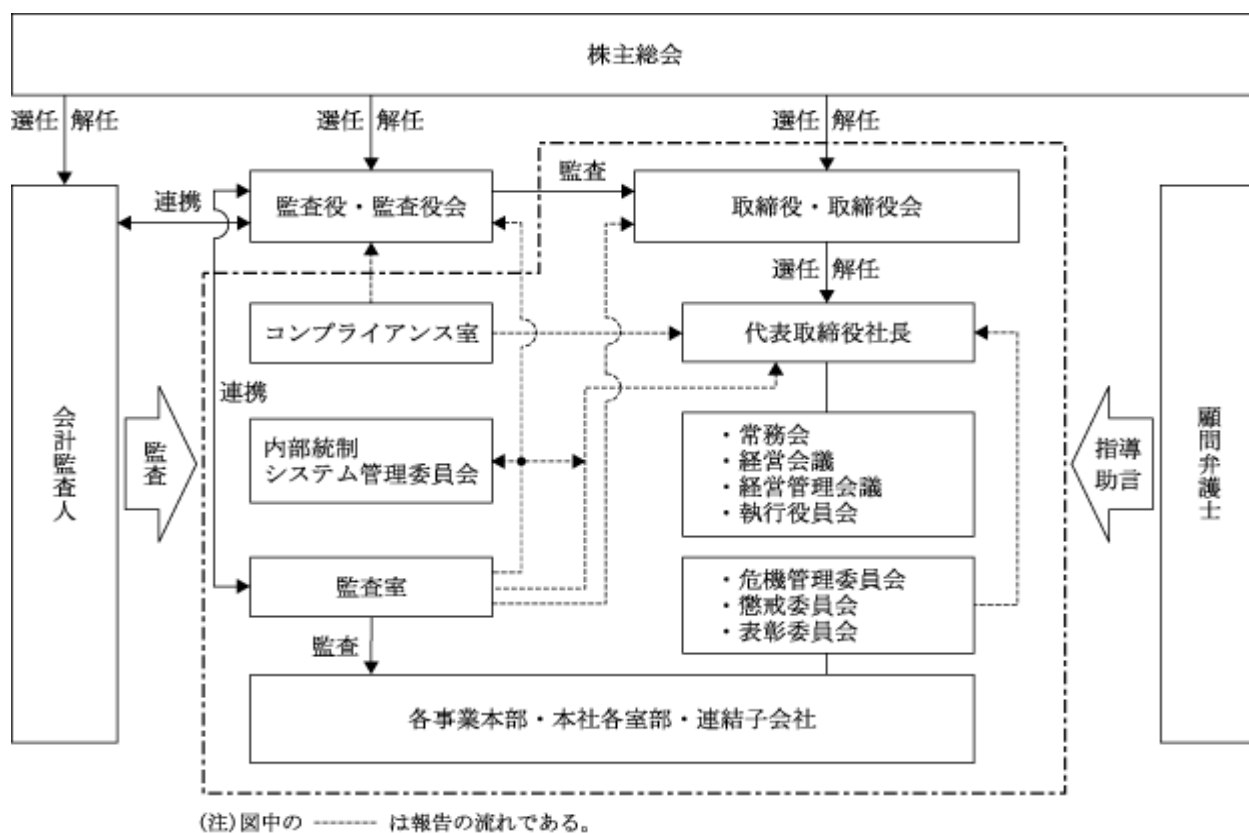 株主総会
選任 解任
選任 解任
選任 解任
監査
連携
監査役・監査役会
取締役・取締役会
選任 解任
コンプライアンス室
代表取締役社長
連携
会計監査人
監査
内部統制
システム管理委員会
・常務会
・経営会議
・経営管理会議
・執行役員会
指導
助言
顧問弁護士
監査室
・危機管理委員会
・懲戒委員会
・表彰委員会
監査
各事業本部・本社各室部・連結子会社
(注)図中の -------- は報告の流れである。